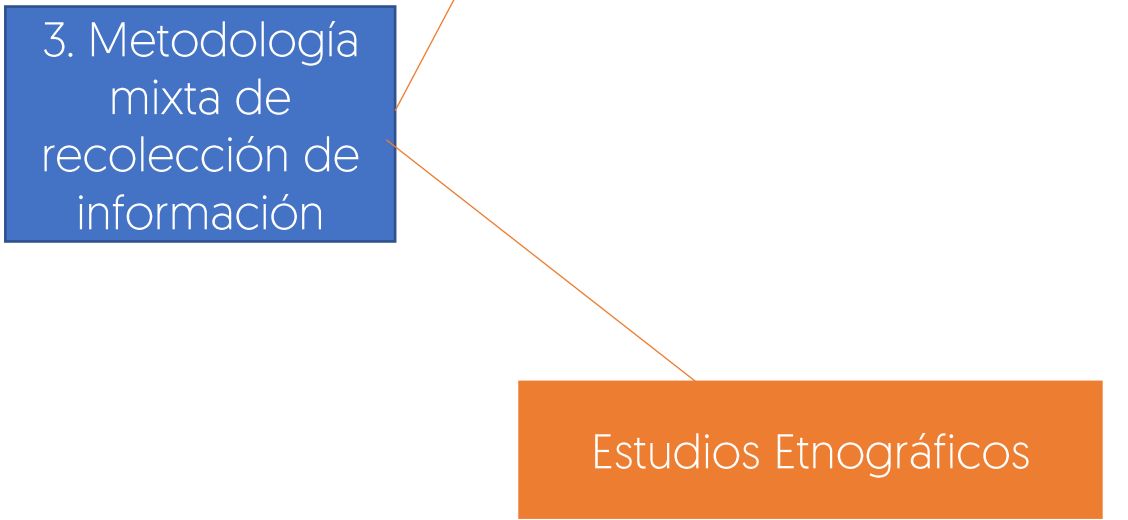 3. Metodología
mixta de
recolección de
información
Estudios Etnográficos